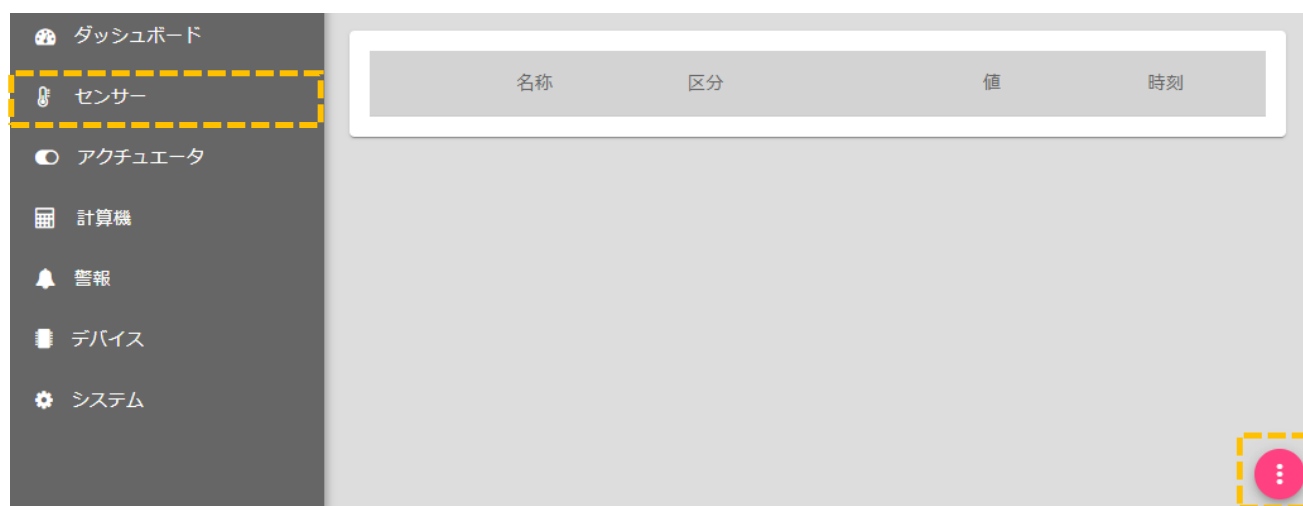 ダッシュボード
センサー
アクチュエータ
計算機
警報
デバイス
システム
名称 区分 値 時刻